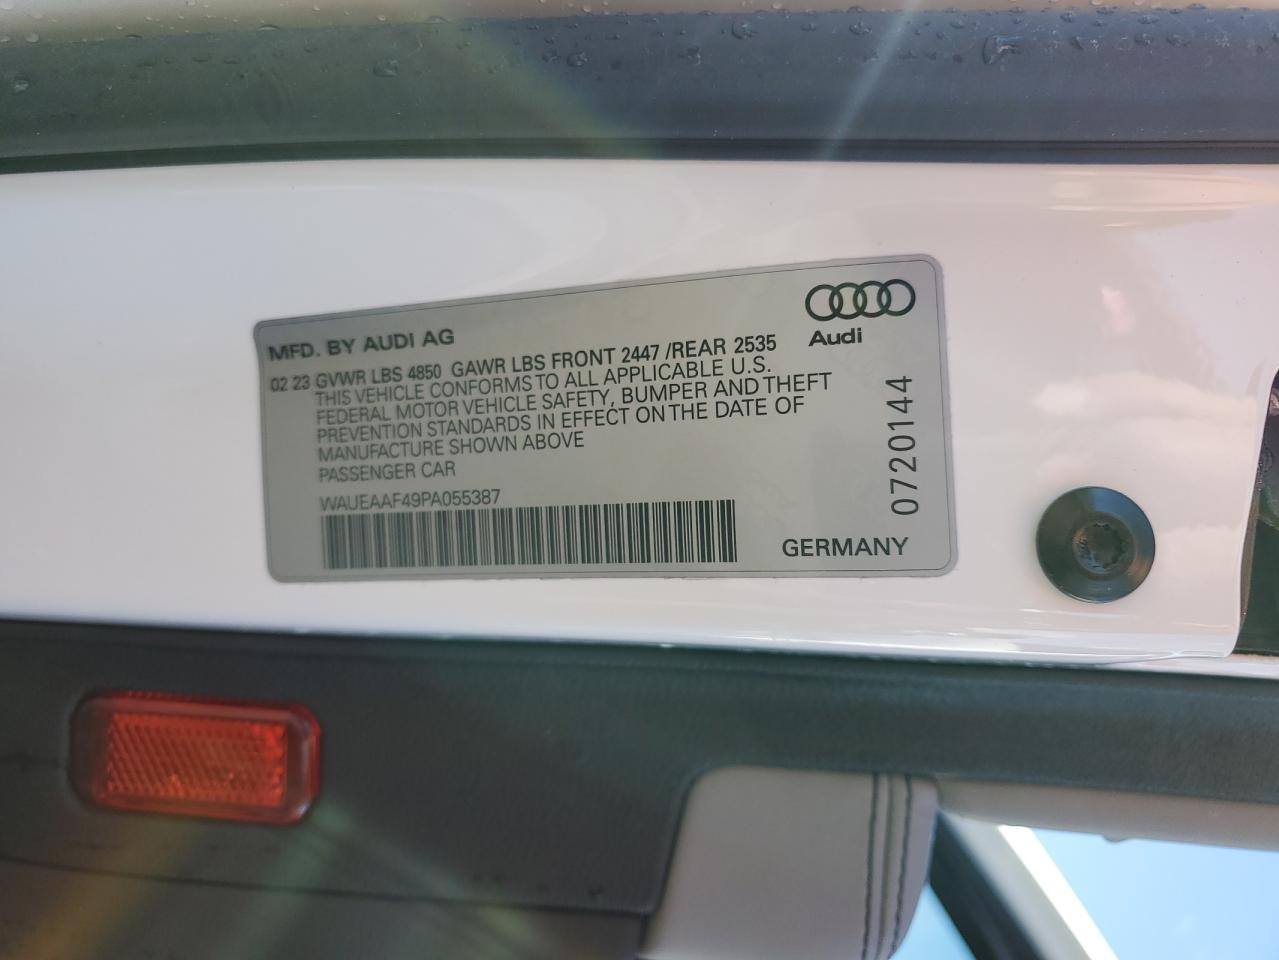 Audi
MFD. BY AUDI AG
02 23 GVWR LBS 4850 GAWR LBS FRONT 2447 /REAR 2535
THIS VEHICLE CONFORMS TO ALL APPLICABLE U.S.
FEDERAL MOTOR VEHICLE SAFETY, BUMPER AND THEFT
PREVENTION STANDARDS IN EFFECT ON THE DATE OF
MANUFACTURE SHOWN ABOVE
PASSENGER CAR
WAUEAAF49PA055387
GERMANY
0720144